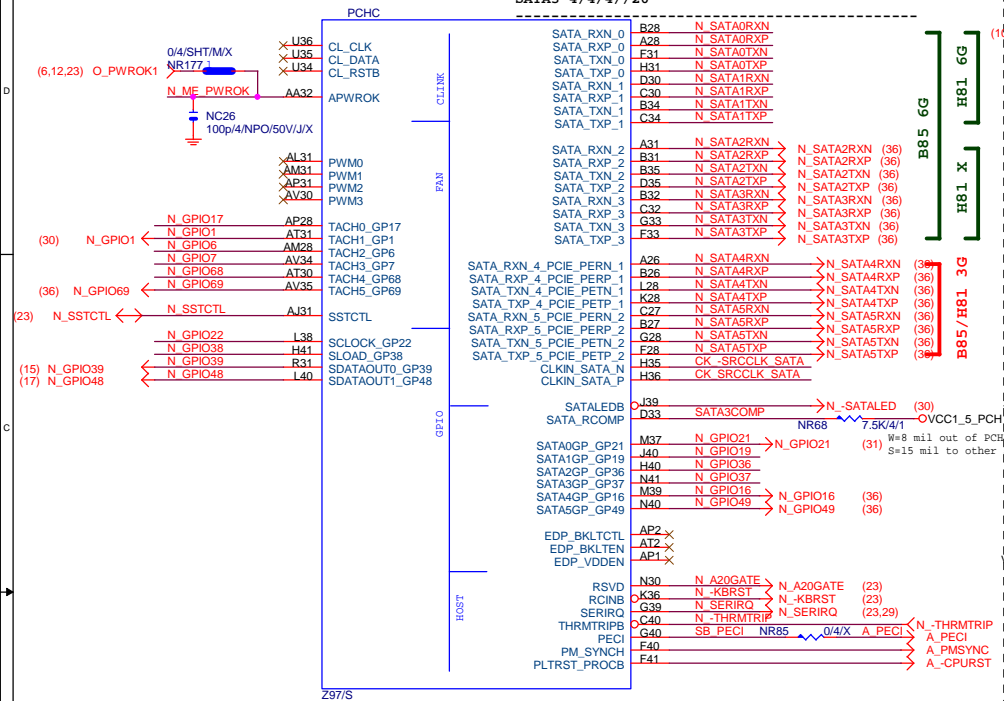 SATA3 4/4/4//20
PCHC
D
C
(6,12,23) O_PWROK1
0/4/SHT/M/X
NR177
N_ME_PWROK
NC26
100p/4/NPO/50V/J/X
U36 CL_CLK
U35 CL_DATA
U34 CL_RSTB
AA32 APWROK
CLINK
AL31 PWM0
AM31 PWM1
AP31 PWM2
AV30 PWM3
FAN
N_GPIO17 AP28 TACH0_GP17
(30) N_GPIO1 N_GPIO1 AT31 TACH1_GP1
N_GPIO6 AM28 TACH2_GP6
N_GPIO7 AV34 TACH3_GP7
N_GPIO68 AT30 TACH4_GP68
(36) N_GPIO69 N_GPIO69 AV35 TACH5_GP69
(23) N_SSTCTL N_SSTCTL AJ31 SSTCTL
N_GPIO22 L38 SCLOCK_GP22
N_GPIO38 H41 SLOAD_GP38
(15) N_GPIO39 N_GPIO39 R31 SDATAOUT0_GP39
(17) N_GPIO48 N_GPIO48 L40 SDATAOUT1_GP48
GPIO
HOST
SATA_RXN_0 B28 N_SATA0RXN
SATA_RXP_0 A28 N_SATA0RXP
SATA_TXN_0 F31 N_SATA0TXN
SATA_TXP_0 H31 N_SATA0TXP
SATA_RXN_1 D30 N_SATA1RXN
SATA_RXP_1 C30 N_SATA1RXP
SATA_TXN_1 B34 N_SATA1TXN
SATA_TXP_1 C34 N_SATA1TXP
B85 6G
H81 6G
SATA_RXN_2 A31 N_SATA2RXN N_SATA2RXN (36)
SATA_RXP_2 B31 N_SATA2RXP N_SATA2RXP (36)
SATA_TXN_2 B35 N_SATA2TXN N_SATA2TXN (36)
SATA_TXP_2 D35 N_SATA2TXP N_SATA2TXP (36)
SATA_RXN_3 B32 N_SATA3RXN N_SATA3RXN (36)
SATA_RXP_3 C32 N_SATA3RXP N_SATA3RXP (36)
SATA_TXN_3 G33 N_SATA3TXN N_SATA3TXN (36)
SATA_TXP_3 F33 N_SATA3TXP N_SATA3TXP (36)
H81 X
SATA_RXN_4_PCIE_PERN_1 A26 N_SATA4RXN N_SATA4RXN (36)
SATA_RXP_4_PCIE_PERP_1 B26 N_SATA4RXP N_SATA4RXP (36)
SATA_TXN_4_PCIE_PETN_1 L28 N_SATA4TXN N_SATA4TXN (36)
SATA_TXP_4_PCIE_PETP_1 K28 N_SATA4TXP N_SATA4TXP (36)
SATA_RXN_5_PCIE_PERN_2 C27 N_SATA5RXN N_SATA5RXN (36)
SATA_RXP_5_PCIE_PERP_2 B27 N_SATA5RXP N_SATA5RXP (36)
SATA_TXN_5_PCIE_PETN_2 G28 N_SATA5TXN N_SATA5TXN (36)
SATA_TXP_5_PCIE_PETP_2 F28 N_SATA5TXP N_SATA5TXP (36)
B85/H81 3G
CLKIN_SATA_N H35 CK_-SRCCLK_SATA
CLKIN_SATA_P H36 CK_SRCCLK_SATA
SATALEDB J39 N_-SATALED (30)
SATA_RCOMP D33 SATA3COMP NR68 7.5K/4/1 VCC1_5_PCH
W=8 mil out of PCH
S=15 mil to other
SATA0GP_GP21 M37 N_GPIO21 N_GPIO21 (31)
SATA1GP_GP19 J40 N_GPIO19
SATA2GP_GP36 H40 N_GPIO36
SATA3GP_GP37 N41 N_GPIO37
SATA4GP_GP16 M39 N_GPIO16 N_GPIO16 (36)
SATA5GP_GP49 N40 N_GPIO49 N_GPIO49 (36)
EDP_BKLTCTL AP2
EDP_BKLTEN AT2
EDP_VDDEN AP1
RSVD N30 N_A20GATE N_A20GATE (23)
RCINB K36 N_-KBRST N_-KBRST (23)
SERIRQ G39 N_SERIRQ N_SERIRQ (23,29)
THRMTRIPB C40 N_-THRMTRIP N_-THRMTRIP
PECI G40 SB_PECI NR85 0/4/X A_PECI A_PECI
PM_SYNCH F40 A_PMSYNC
PLTRST_PROCB F41 A_-CPURST
Z97/S